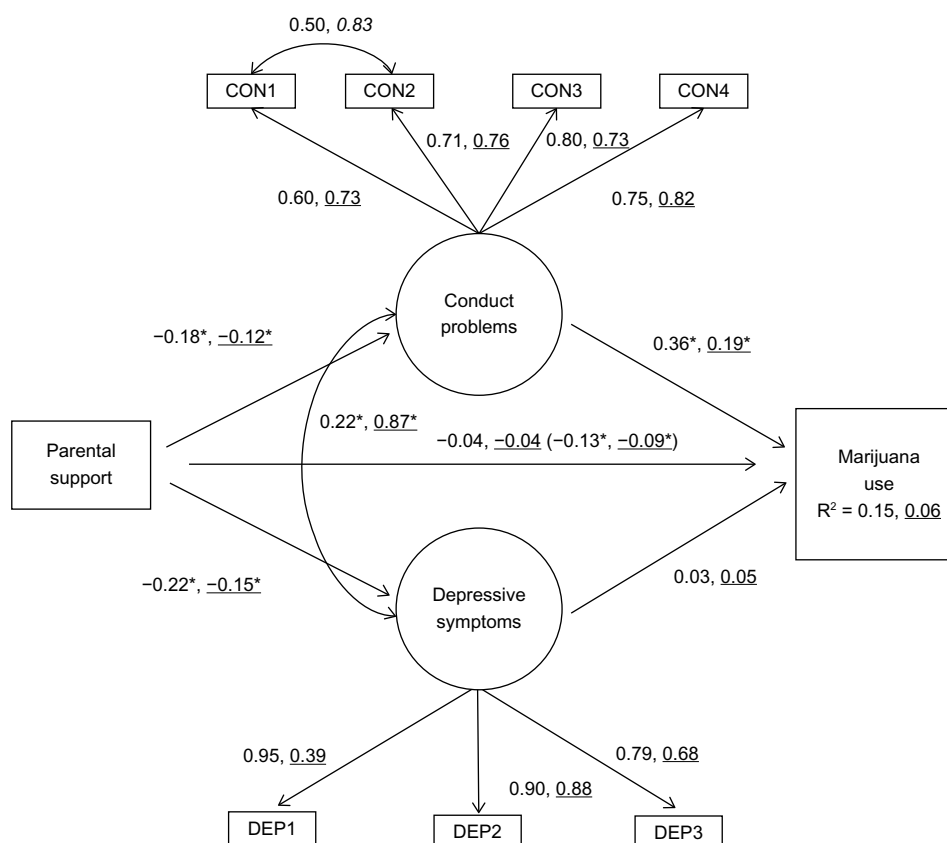 0.50, 0.83
CON1
CON2
CON3
CON4
0.71, 0.76
0.80, 0.73
0.60, 0.73
0.75, 0.82
Conduct
problems
−0.18*, −0.12*
0.36*, 0.19*
0.22*, 0.87*
−0.04, −0.04 (−0.13*, −0.09*)
Parental
support
Marijuana
use
R² = 0.15, 0.06
−0.22*, −0.15*
0.03, 0.05
Depressive
symptoms
0.95, 0.39
0.90, 0.88
0.79, 0.68
DEP1
DEP2
DEP3